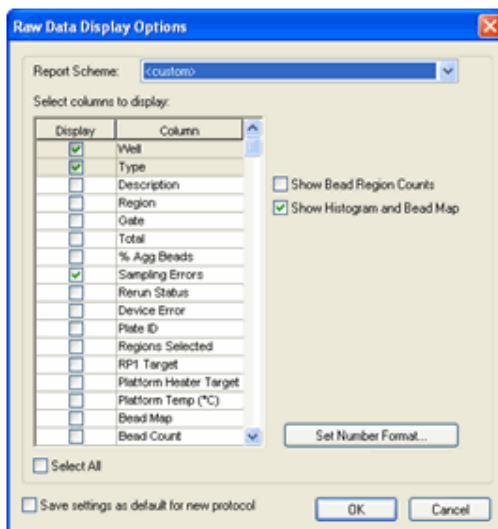 Raw Data Display Options
Report Scheme: <custom>
Select columns to display:
Display Column
Well
Type
Description
Region
Gate
Total
% Agg Beads
Sampling Errors
Rerun Status
Device Error
Plate ID
Regions Selected
RP1 Target
Platform Heater Target
Platform Temp (°C)
Bead Map
Bead Count
Show Bead Region Counts
Show Histogram and Bead Map
Set Number Format...
Select All
Save settings as default for new protocol
OK Cancel